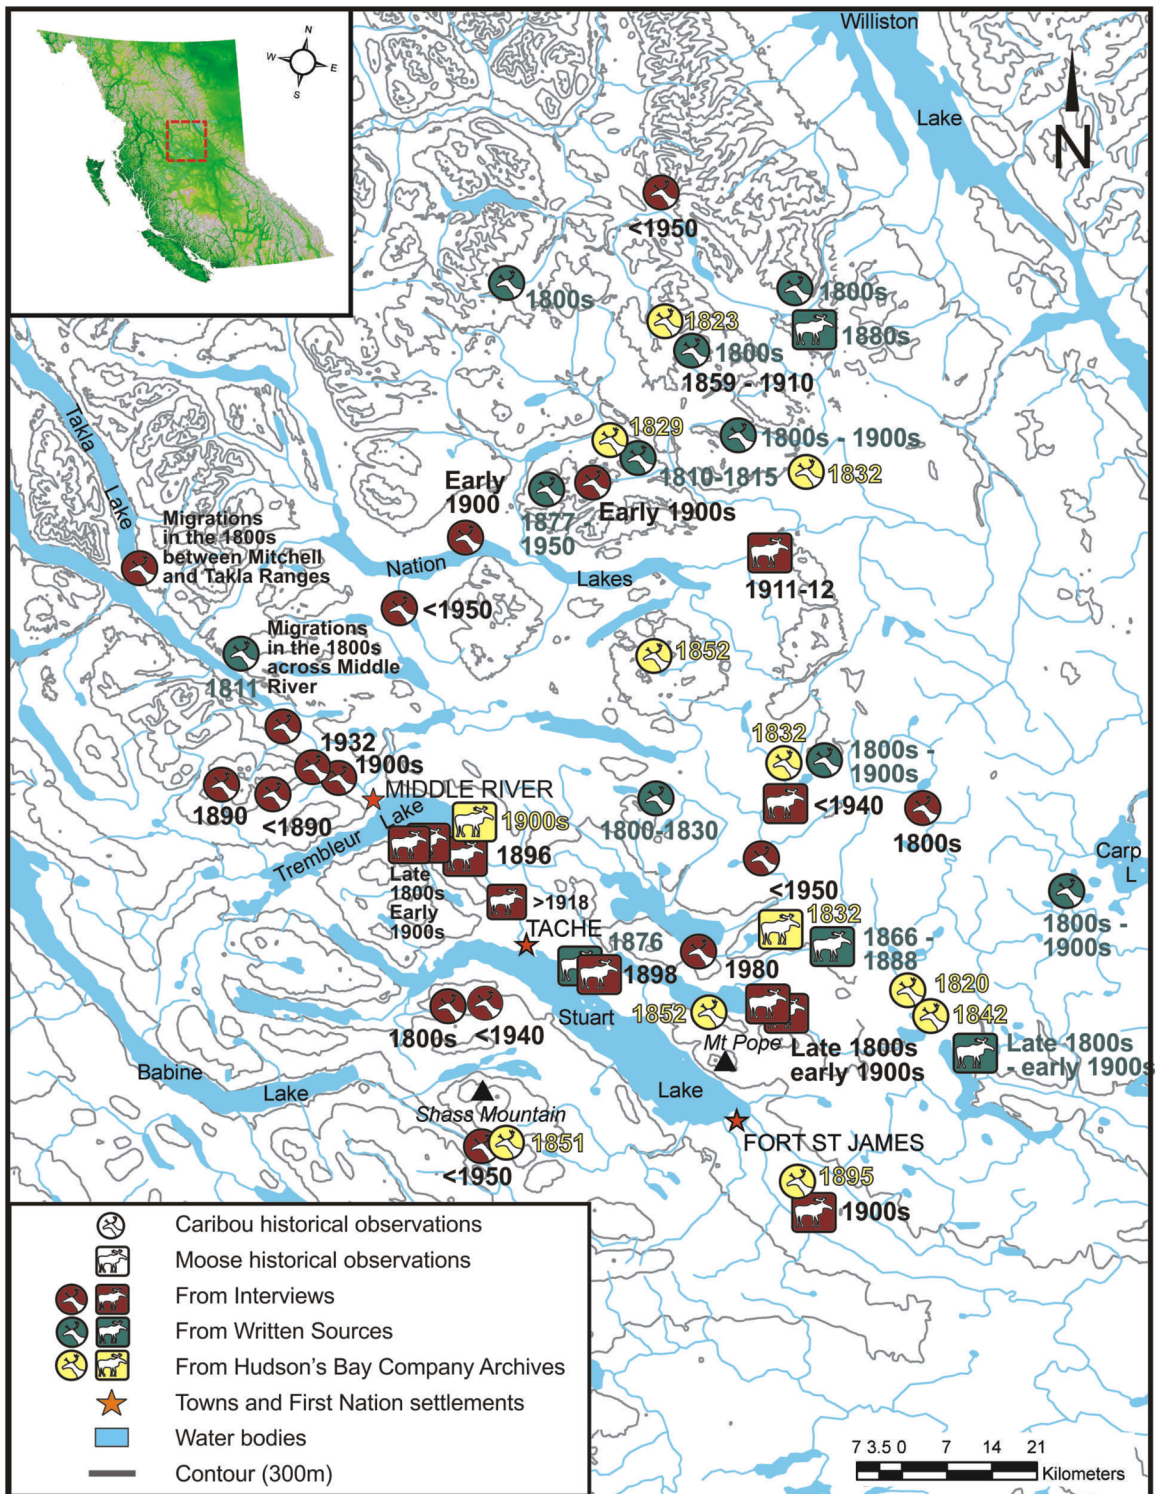 Williston
Lake
N
W
E
S
N
<1950
1800s
1800s
1823
1880s
1800s
1859 - 1910
1829
1800s - 1900s
1810-1815
1832
Early
1900
Early 1900s
1877 -
1950
Takla
Lake
Migrations
in the 1800s
between Mitchell
and Takla Ranges
Nation
Lakes
1911-12
<1950
Migrations
in the 1800s
across Middle
River
1811
1852
1932
1900s
1832
1800s -
1900s
MIDDLE RIVER
1890
<1890
<1940
1800s
1800-1830
Trembleur
Lake
1900s
1896
Late
1800s
Early
1900s
>1918
<1950
Carp
L
1800s -
1900s
TACHE
1832
1866 -
1888
1876
1898
1980
1820
1842
1800s
<1940
Stuart
1852
Mt Pope
Late 1800s
early 1900s
Late 1800s
- early 1900s
Babine
Lake
Lake
Shass Mountain
1851
<1950
FORT ST JAMES
1895
1900s
Caribou historical observations
Moose historical observations
From Interviews
From Written Sources
From Hudson's Bay Company Archives
Towns and First Nation settlements
Water bodies
Contour (300m)
7 3.5 0 7 14 21
Kilometers